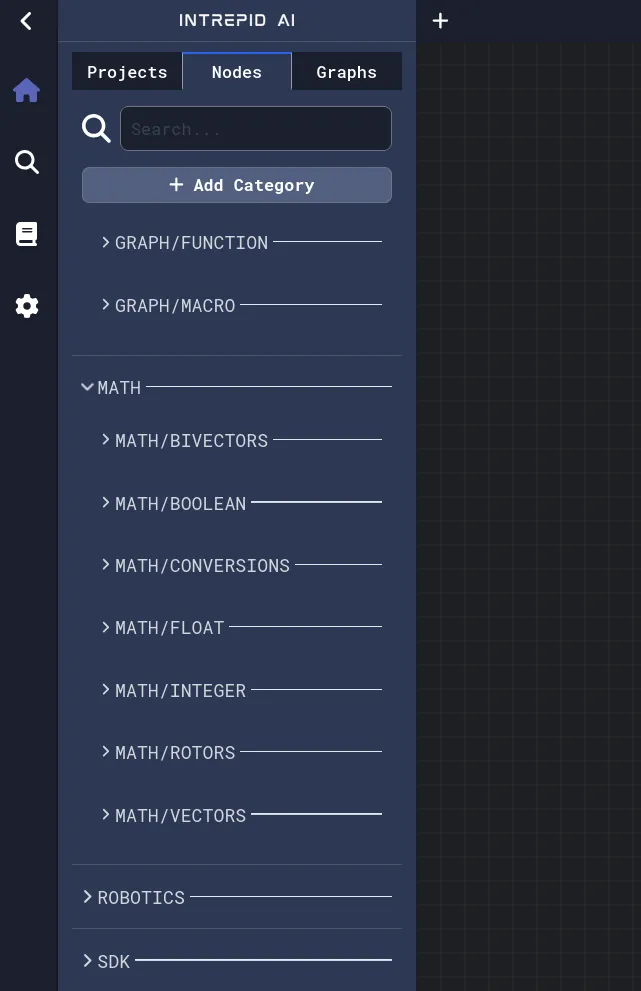 INTREPID AI
Projects
Nodes
Graphs
Search...
+ Add Category
GRAPH/FUNCTION
GRAPH/MACRO
MATH
MATH/BIVECTORS
MATH/BOOLEAN
MATH/CONVERSIONS
MATH/FLOAT
MATH/INTEGER
MATH/ROTORS
MATH/VECTORS
ROBOTICS
SDK